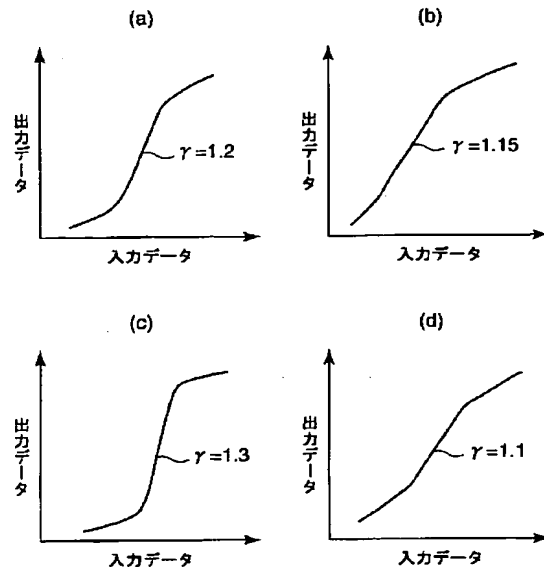 (a)
出力データ
γ=1.2
入力データ
(b)
出力データ
γ=1.15
入力データ
(c)
出力データ
γ=1.3
入力データ
(d)
出力データ
γ=1.1
入力データ